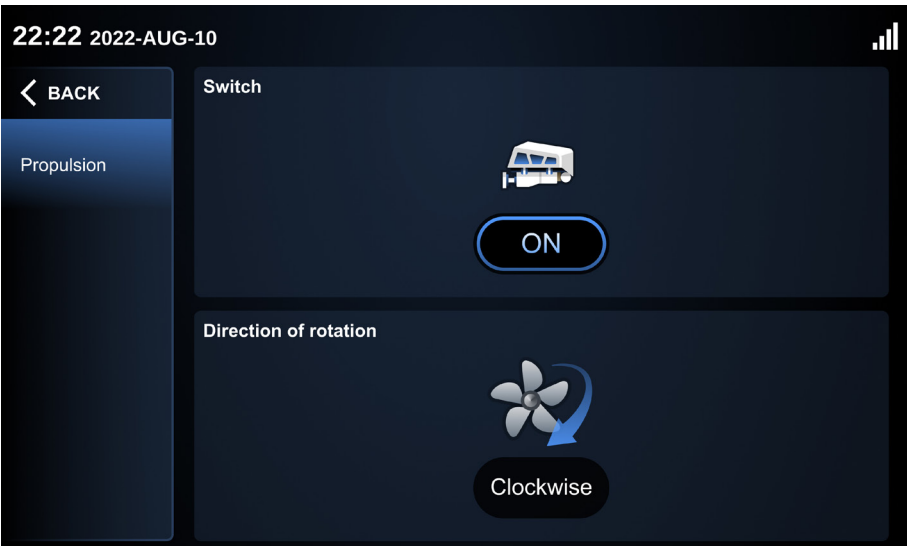 22:22 2022-AUG-10
BACK
Propulsion
Switch
ON
Direction of rotation
Clockwise